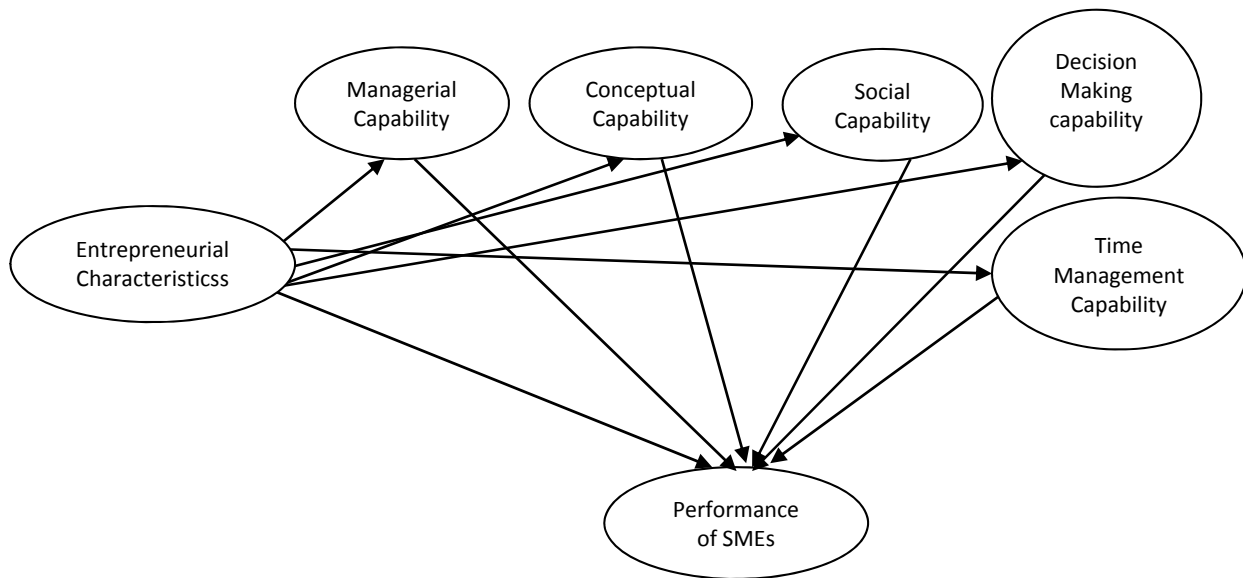 Managerial
Capability
Conceptual
Capability
Social
Capability
Decision
Making
capability
Entrepreneurial
Characteristicss
Time
Management
Capability
Performance
of SMEs